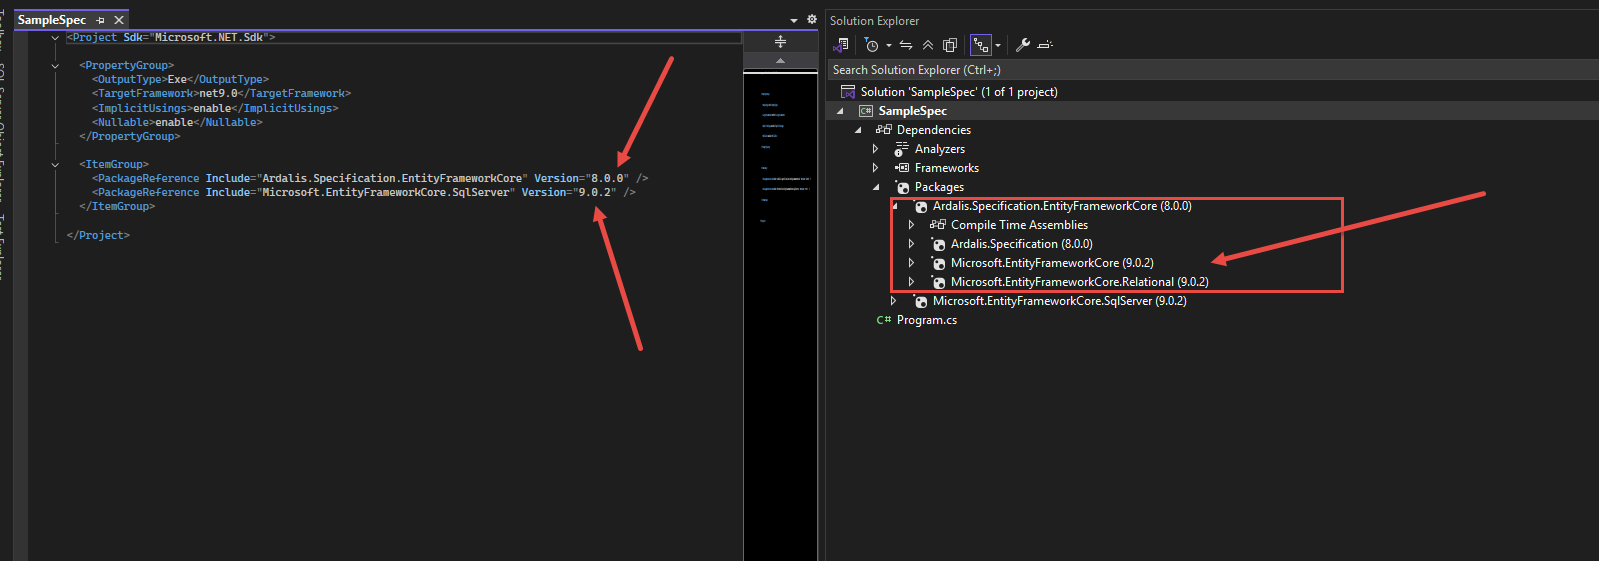 SampleSpec
<Project Sdk="Microsoft.NET.Sdk">
<PropertyGroup>
<OutputType>Exe</OutputType>
<TargetFramework>net9.0</TargetFramework>
<ImplicitUsings>enable</ImplicitUsings>
<Nullable>enable</Nullable>
</PropertyGroup>
<ItemGroup>
<PackageReference Include="Ardalis.Specification.EntityFrameworkCore" Version="8.0.0" />
<PackageReference Include="Microsoft.EntityFrameworkCore.SqlServer" Version="9.0.2" />
</ItemGroup>
</Project>
Solution Explorer
Search Solution Explorer (Ctrl+;)
Solution 'SampleSpec' (1 of 1 project)
C# SampleSpec
Dependencies
Analyzers
Frameworks
Packages
Ardalis.Specification.EntityFrameworkCore (8.0.0)
Compile Time Assemblies
Ardalis.Specification (8.0.0)
Microsoft.EntityFrameworkCore (9.0.2)
Microsoft.EntityFrameworkCore.Relational (9.0.2)
Microsoft.EntityFrameworkCore.SqlServer (9.0.2)
C# Program.cs